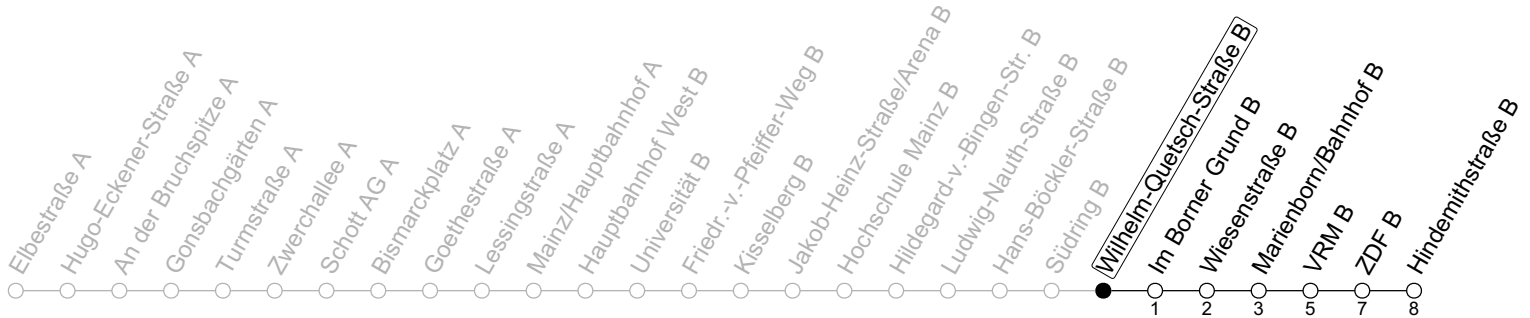 Elbestraße A
Hugo-Eckener-Straße A
An der Bruchspitze A
Gonsbachgärten A
Turmstraße A
Zwerchallee A
Schott AG A
Bismarckplatz A
Goethestraße A
Lessingstraße A
Mainz/Hauptbahnhof A
Hauptbahnhof West B
Universität B
Friedr.-v.-Pfeiffer-Weg B
Kisselberg B
Jakob-Heinz-Straße/Arena B
Hochschule Mainz B
Hildegard-v.-Bingen-Str. B
Ludwig-Nauth-Straße B
Hans-Böckler-Straße B
Südring B
Wilhelm-Quetsch-Straße B
Im Borner Grund B
Wiesenstraße B
Marienborn/Bahnhof B
VRM B
ZDF B
Hindemithstraße B
1 2 3 5 7 8